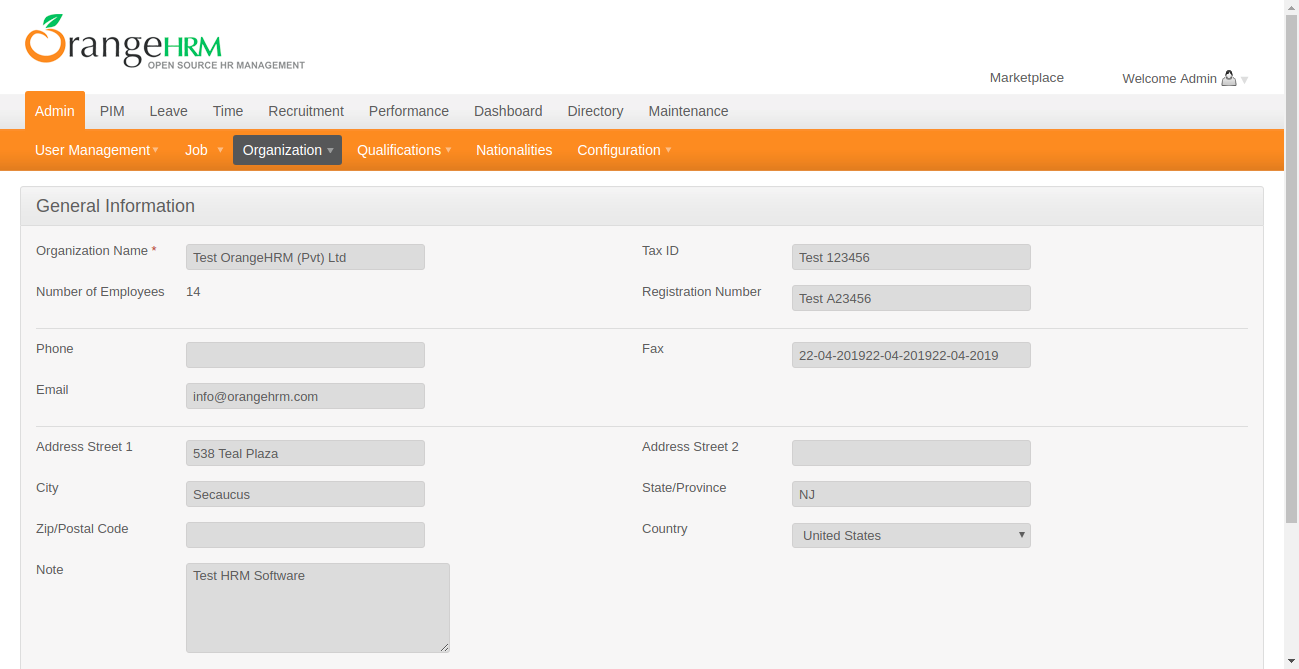 OrangeHRM
OPEN SOURCE HR MANAGEMENT
Marketplace Welcome Admin
Admin PIM Leave Time Recruitment Performance Dashboard Directory Maintenance
User Management Job Organization Qualifications Nationalities Configuration
General Information
Organization Name * Test OrangeHRM (Pvt) Ltd Tax ID Test 123456
Number of Employees 14 Registration Number Test A23456
Phone Fax 22-04-201922-04-201922-04-2019
Email info@orangehrm.com
Address Street 1 538 Teal Plaza Address Street 2
City Secaucus State/Province NJ
Zip/Postal Code Country United States
Note Test HRM Software